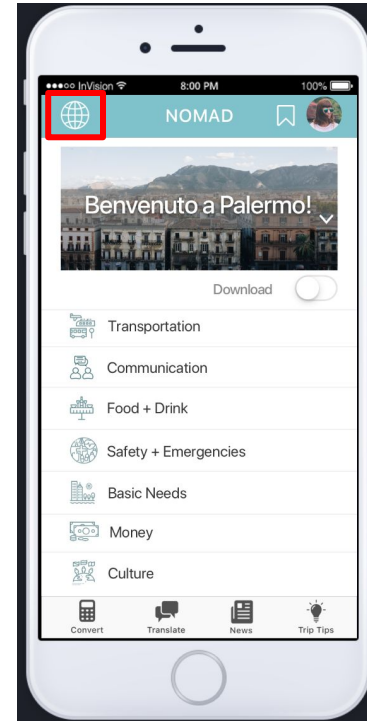 InVision 8:00 PM 100%
NOMAD
Benvenuto a Palermo!
Download
Transportation
Communication
Food + Drink
Safety + Emergencies
Basic Needs
Money
Culture
Convert Translate News Trip Tips